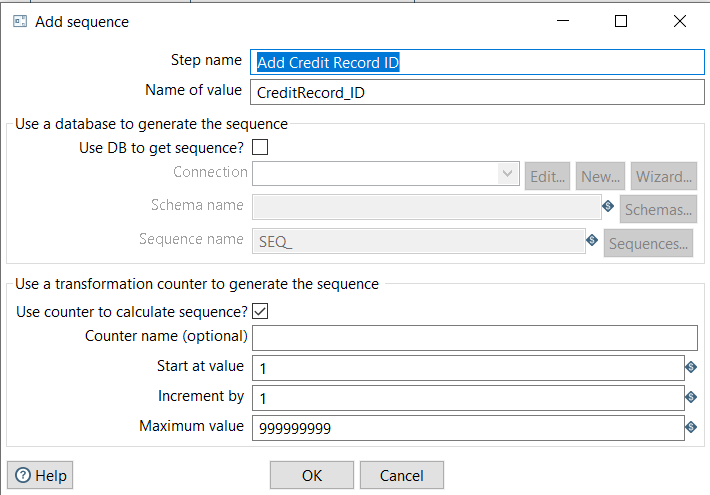 Add sequence
Step name Add Credit Record ID
Name of value CreditRecord_ID
Use a database to generate the sequence
Use DB to get sequence?
Connection Edit... New... Wizard...
Schema name Schemas...
Sequence name SEQ_ Sequences...
Use a transformation counter to generate the sequence
Use counter to calculate sequence?
Counter name (optional)
Start at value 1
Increment by 1
Maximum value 999999999
Help OK Cancel